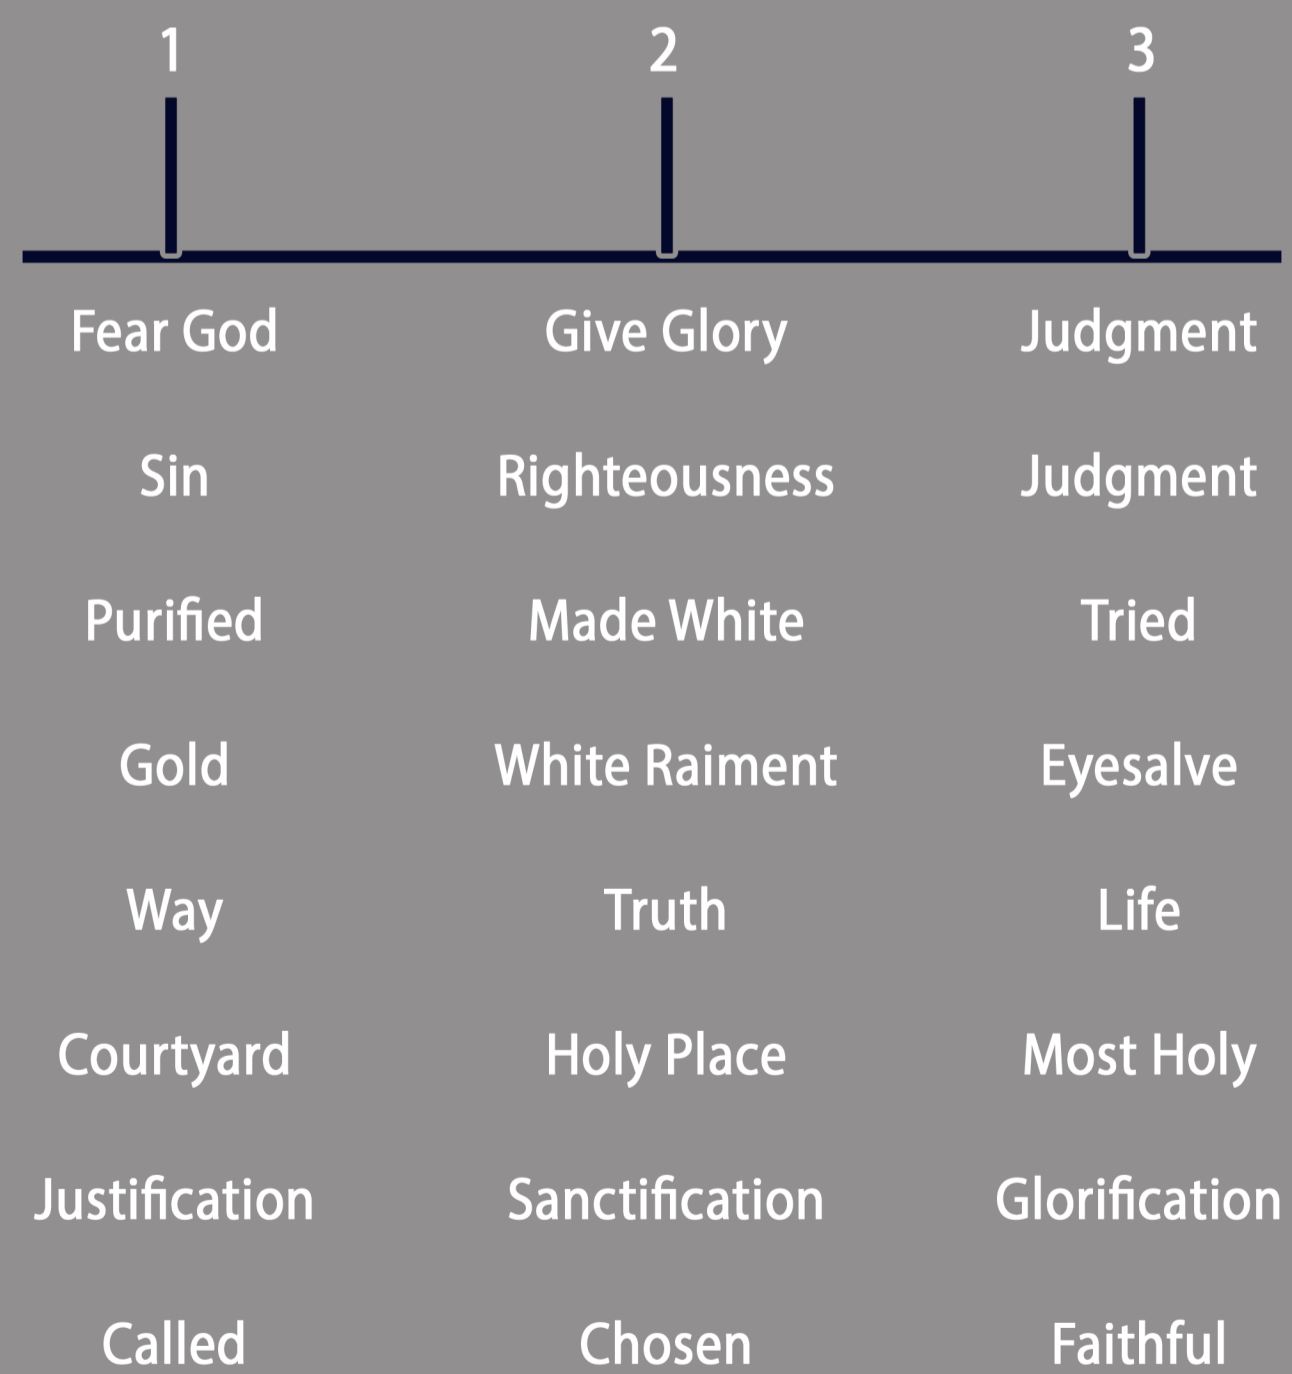 1 2 3
Fear God Give Glory Judgment
Sin Righteousness Judgment
Purified Made White Tried
Gold White Raiment Eyesalve
Way Truth Life
Courtyard Holy Place Most Holy
Justification Sanctification Glorification
Called Chosen Faithful